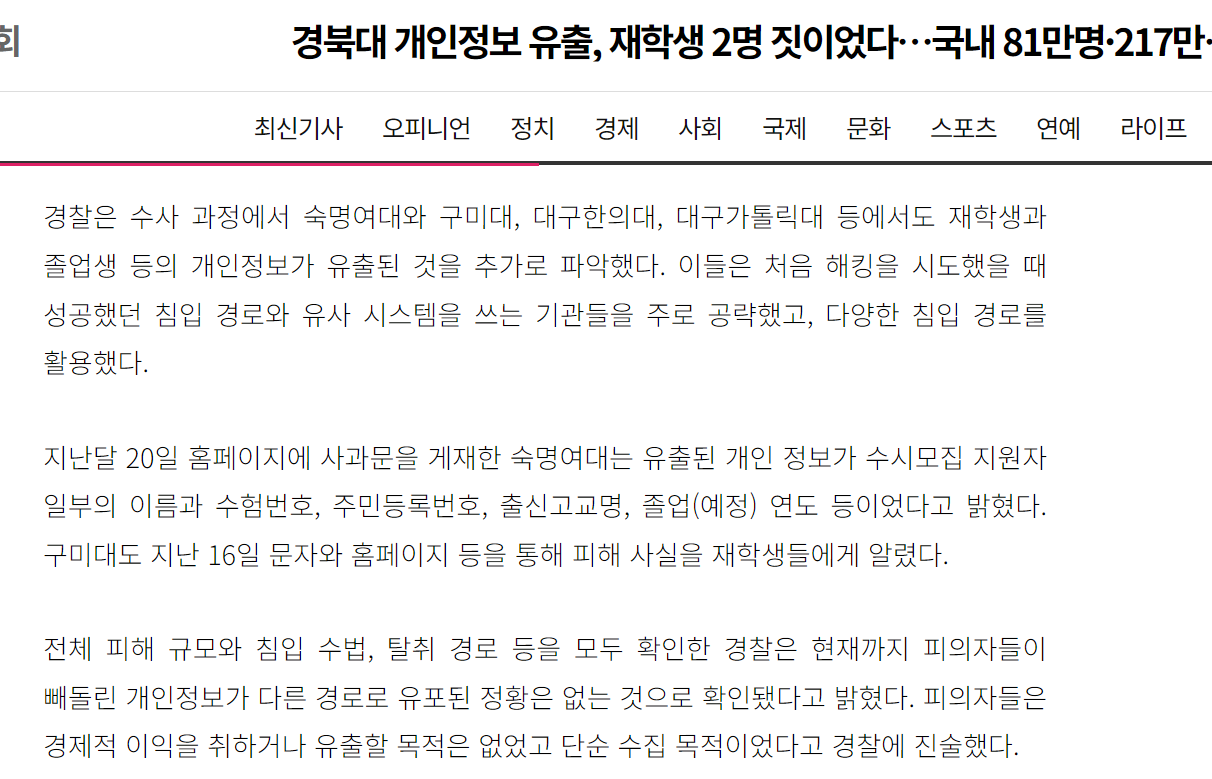 회
경북대 개인정보 유출, 재학생 2명 짓이었다…국내 81만명·217만·
최신기사 오피니언 정치 경제 사회 국제 문화 스포츠 연예 라이프
경찰은 수사 과정에서 숙명여대와 구미대, 대구한의대, 대구가톨릭대 등에서도 재학생과
졸업생 등의 개인정보가 유출된 것을 추가로 파악했다. 이들은 처음 해킹을 시도했을 때
성공했던 침입 경로와 유사 시스템을 쓰는 기관들을 주로 공략했고, 다양한 침입 경로를
활용했다.
지난달 20일 홈페이지에 사과문을 게재한 숙명여대는 유출된 개인 정보가 수시모집 지원자
일부의 이름과 수험번호, 주민등록번호, 출신고교명, 졸업(예정) 연도 등이었다고 밝혔다.
구미대도 지난 16일 문자와 홈페이지 등을 통해 피해 사실을 재학생들에게 알렸다.
전체 피해 규모와 침입 수법, 탈취 경로 등을 모두 확인한 경찰은 현재까지 피의자들이
빼돌린 개인정보가 다른 경로로 유포된 정황은 없는 것으로 확인됐다고 밝혔다. 피의자들은
경제적 이익을 취하거나 유출할 목적은 없었고 단순 수집 목적이었다고 경찰에 진술했다.